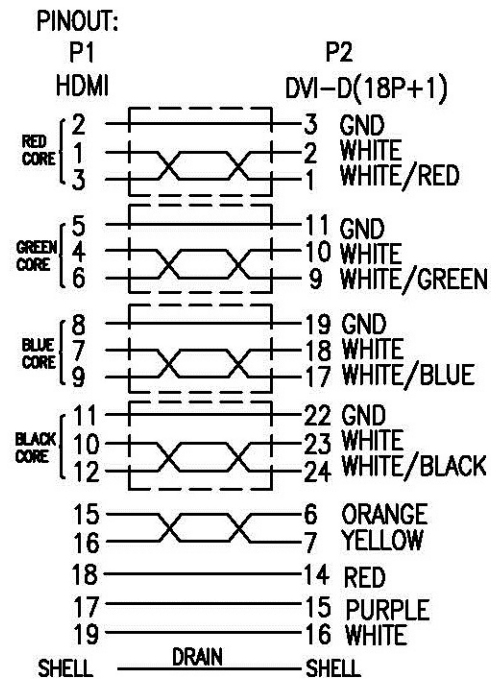 PINOUT:
P1 P2
HDMI DVI-D(18P+1)
RED CORE
2 3 GND
1 2 WHITE
3 1 WHITE/RED
GREEN CORE
5 11 GND
4 10 WHITE
6 9 WHITE/GREEN
BLUE CORE
8 19 GND
7 18 WHITE
9 17 WHITE/BLUE
BLACK CORE
11 22 GND
10 23 WHITE
12 24 WHITE/BLACK
15 6 ORANGE
16 7 YELLOW
18 14 RED
17 15 PURPLE
19 16 WHITE
SHELL DRAIN SHELL